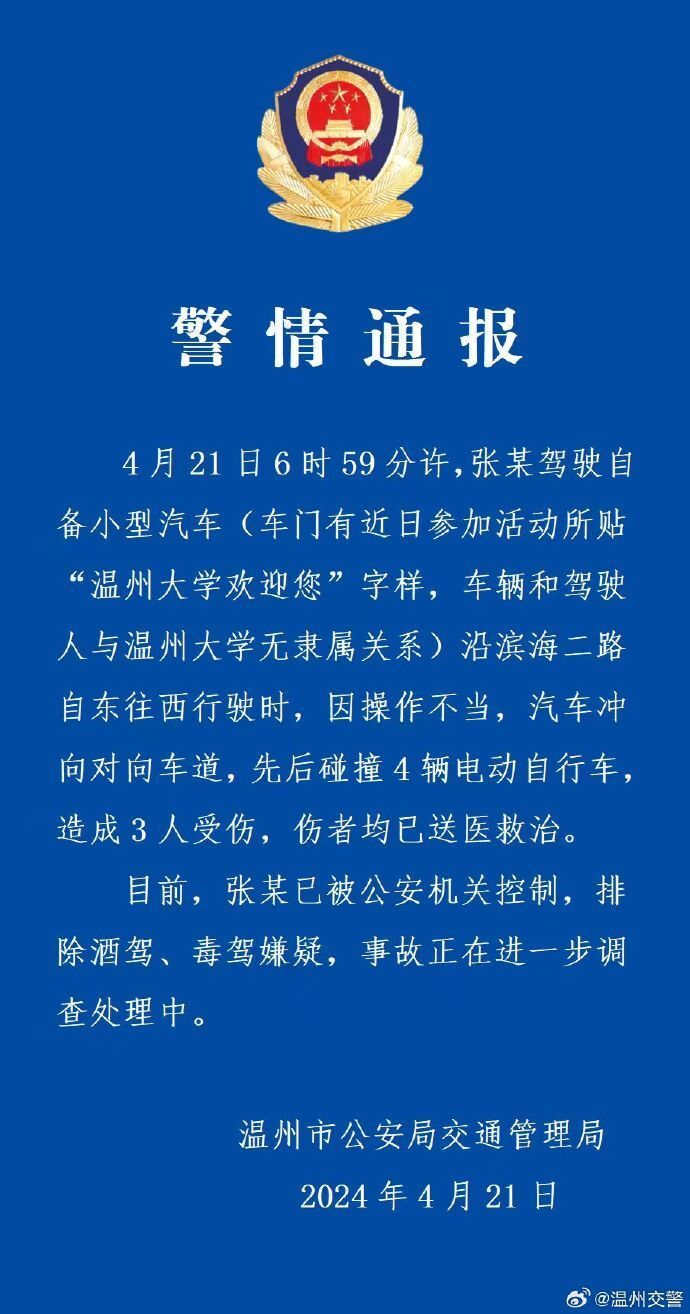 警情通报
4月21日6时59分许,张某驾驶自
备小型汽车（车门有近日参加活动所贴
“温州大学欢迎您”字样，车辆和驾驶
人与温州大学无隶属关系）沿滨海二路
自东往西行驶时，因操作不当，汽车冲
向对向车道,先后碰撞4辆电动自行车,
造成3人受伤，伤者均已送医救治。
目前，张某已被公安机关控制，排
除酒驾、毒驾嫌疑，事故正在进一步调
查处理中。
温州市公安局交通管理局
2024年4月21日
@温州交警